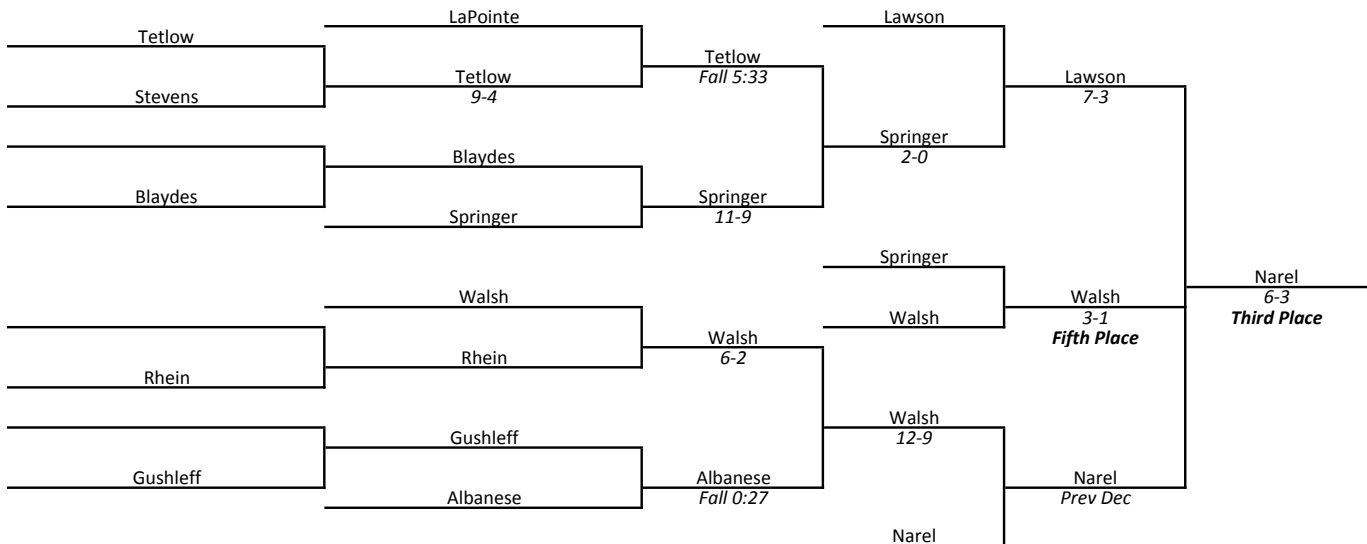 LaPointe
Lawson
Tetlow
Tetlow
Fall 5:33
Tetlow
9-4
Lawson
7-3
Stevens
Springer
2-0
Blaydes
Blaydes
Springer
11-9
Springer
Springer
Narel
6-3
Third Place
Walsh
Walsh
3-1
Fifth Place
Walsh
Walsh
6-2
Rhein
Rhein
Walsh
12-9
Gushleff
Gushleff
Albanese
Fall 0:27
Albanese
Narel
Prev Dec
Narel